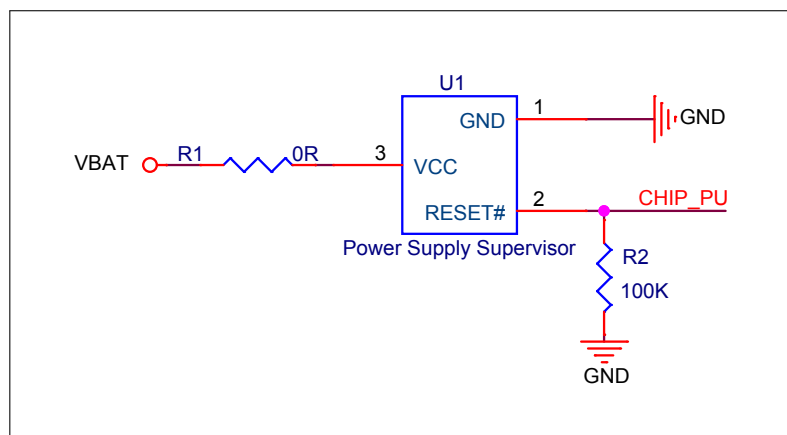 U1
1
GND
GND
VBAT
R1
0R
3
VCC
2
RESET#
CHIP_PU
Power Supply Supervisor
R2
100K
GND